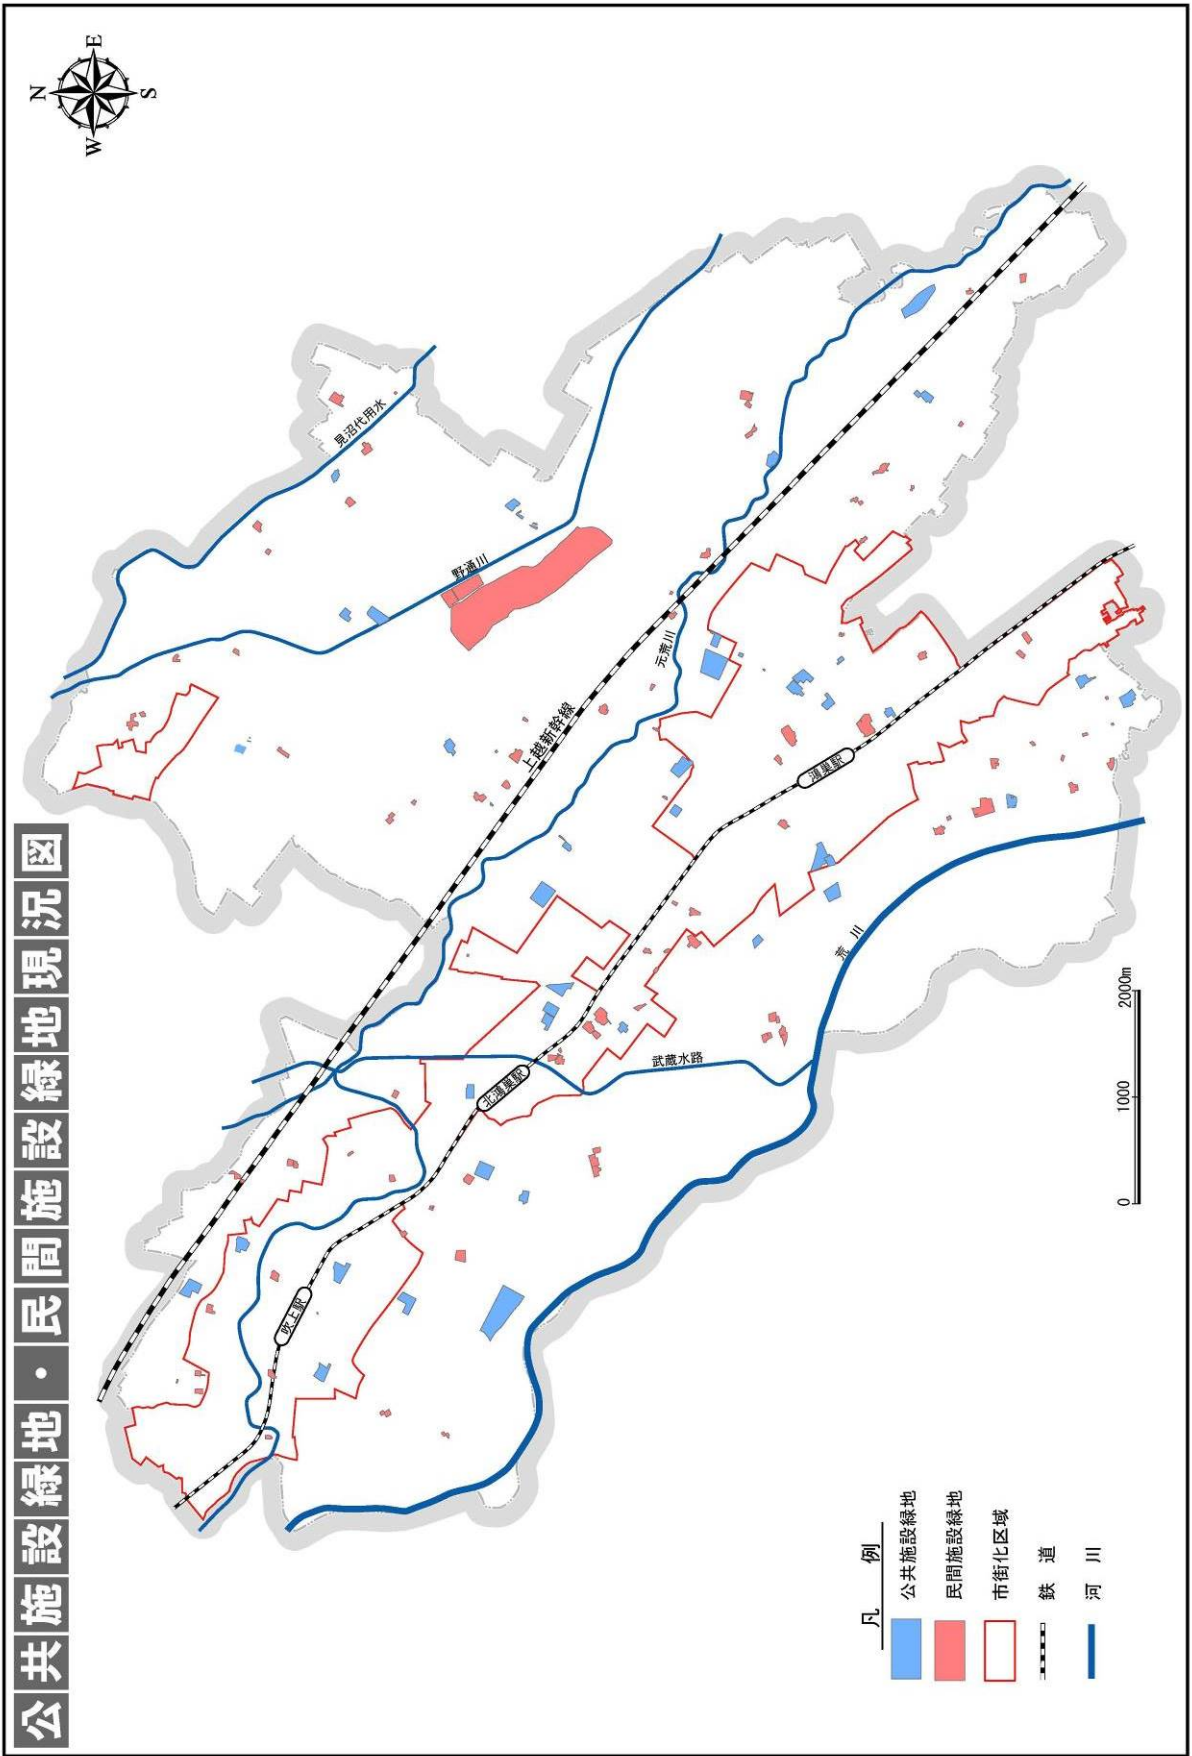 公共施設緑地・民間施設緑地現況図
N
E
S
W
見沼代用水
野通川
元荒川
上越新幹線
鴻巣駅
荒川
武蔵水路
北鴻巣駅
吹上駅
0 1000 2000m
凡例
公共施設緑地
民間施設緑地
市街化区域
鉄道
河川